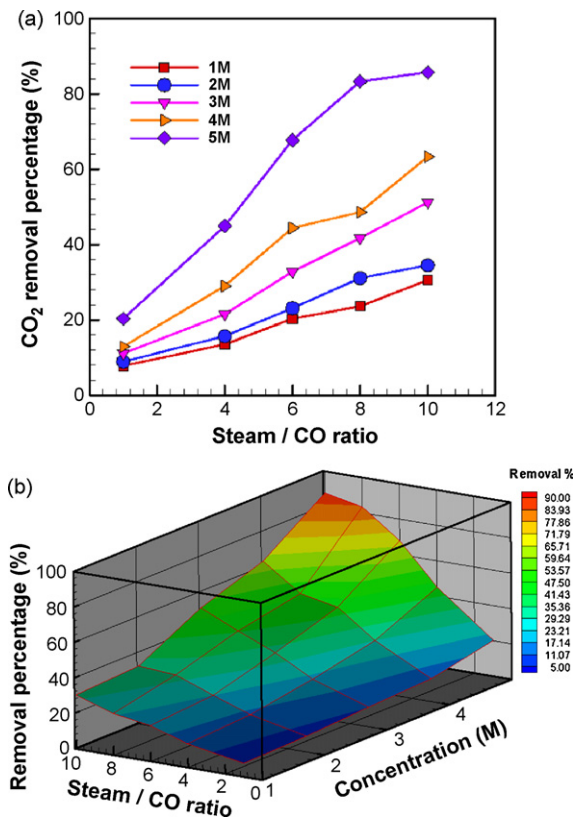 (a)
100
80
60
40
20
0
CO₂ removal percentage (%)
1M
2M
3M
4M
5M
0 2 4 6 8 10 12
Steam / CO ratio
(b)
Removal %
90.00
83.93
77.86
71.79
65.71
59.64
53.57
47.50
41.43
35.36
29.29
23.21
17.14
11.07
5.00
100
80
60
40
20
0
Removal percentage (%)
10 8 6 4 2 0
Steam / CO ratio
1 2 3 4
Concentration (M)